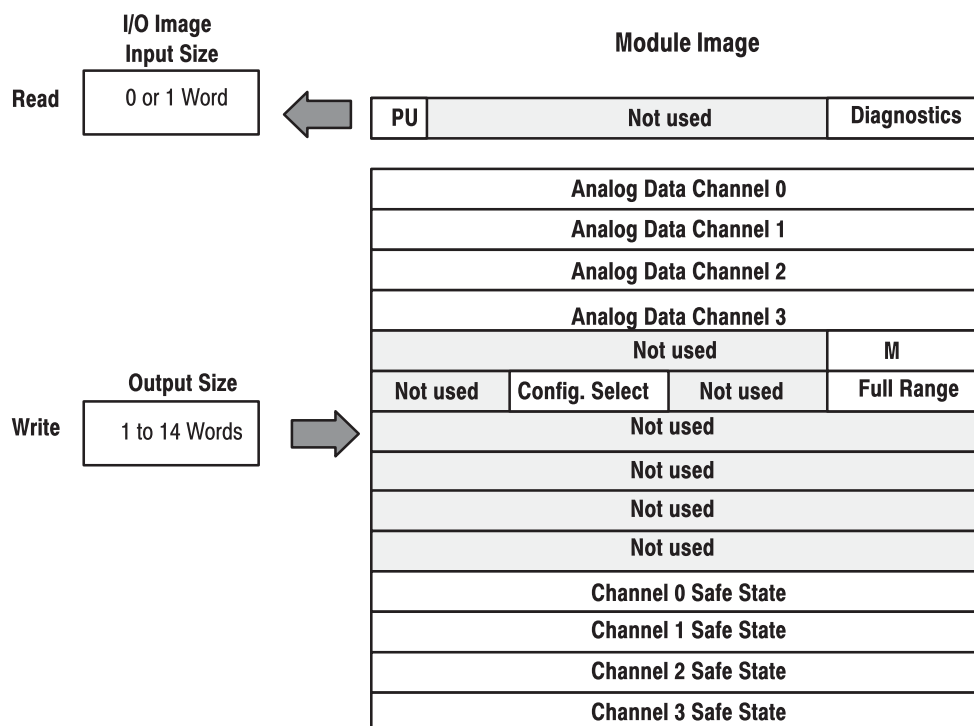 I/O Image
Input Size
Module Image
Read
0 or 1 Word
PU
Not used
Diagnostics
Analog Data Channel 0
Analog Data Channel 1
Analog Data Channel 2
Analog Data Channel 3
Not used
M
Output Size
Not used
Config. Select
Not used
Full Range
Write
1 to 14 Words
Not used
Not used
Not used
Not used
Channel 0 Safe State
Channel 1 Safe State
Channel 2 Safe State
Channel 3 Safe State